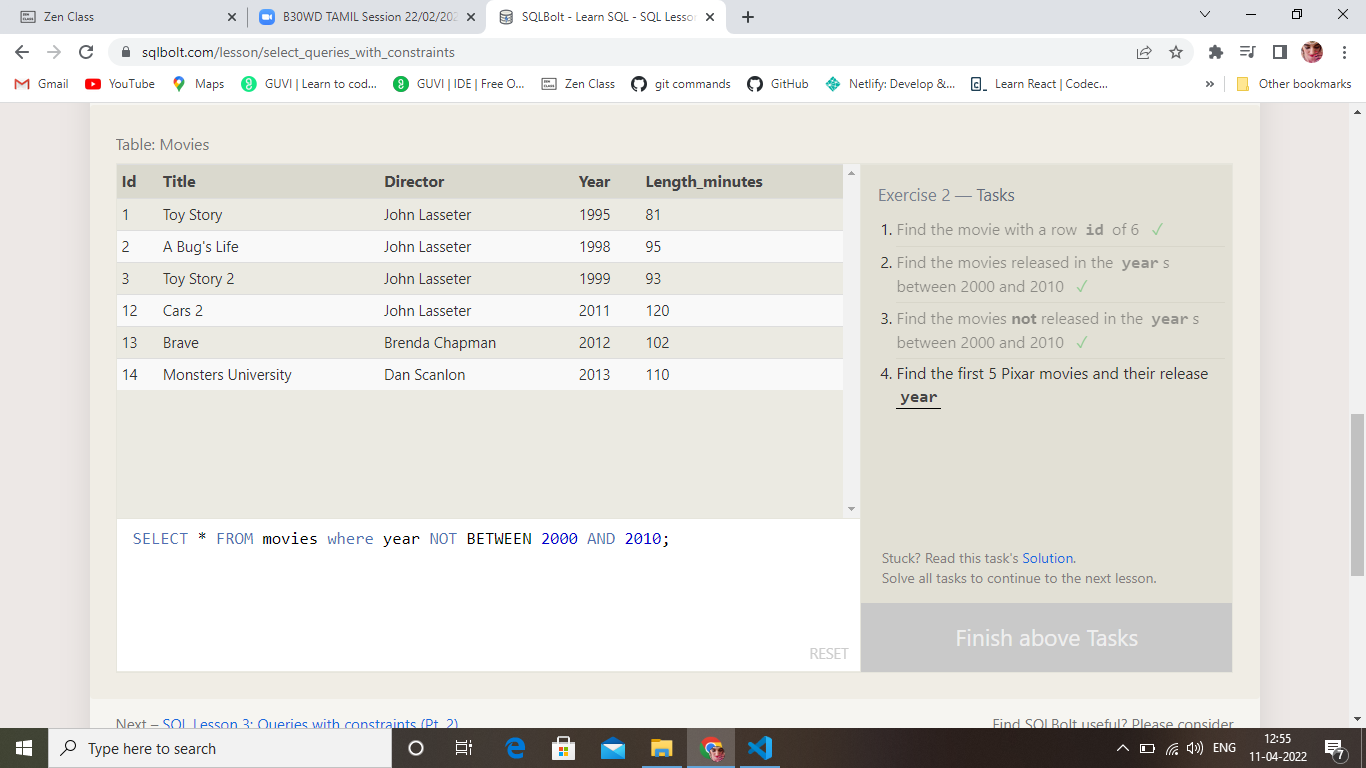 Zen Class
B30WD TAMIL Session 22/02/202
SQLBolt - Learn SQL - SQL Lesson
sqlbolt.com/lesson/select_queries_with_constraints
Gmail YouTube Maps GUVI | Learn to cod... GUVI | IDE | Free O... Zen Class git commands GitHub Netlify: Develop &... Learn React | Codec... » Other bookmarks
Table: Movies
Id Title Director Year Length_minutes
1 Toy Story John Lasseter 1995 81
2 A Bug's Life John Lasseter 1998 95
3 Toy Story 2 John Lasseter 1999 93
12 Cars 2 John Lasseter 2011 120
13 Brave Brenda Chapman 2012 102
14 Monsters University Dan Scanlon 2013 110
SELECT * FROM movies where year NOT BETWEEN 2000 AND 2010;
RESET
Exercise 2 — Tasks
1. Find the movie with a row id of 6 ✓
2. Find the movies released in the year s
between 2000 and 2010 ✓
3. Find the movies not released in the year s
between 2000 and 2010 ✓
4. Find the first 5 Pixar movies and their release
year
Stuck? Read this task's Solution.
Solve all tasks to continue to the next lesson.
Finish above Tasks
Next – SQL Lesson 3: Queries with constraints (Pt. 2)
Find SQLBolt useful? Please consider
Type here to search
ENG
12:55
11-04-2022
7